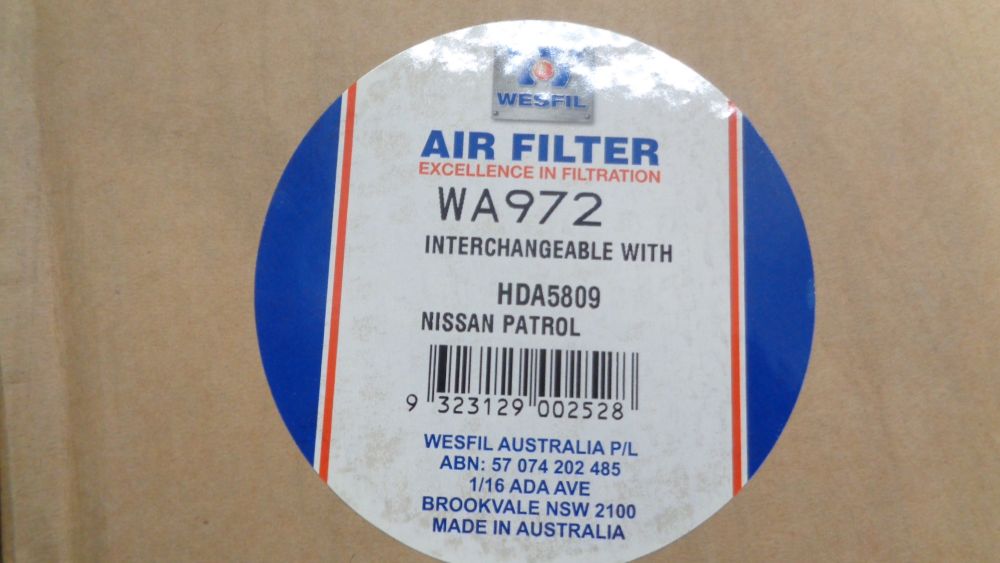 WESFIL
AIR FILTER
EXCELLENCE IN FILTRATION
WA972
INTERCHANGEABLE WITH
HDA5809
NISSAN PATROL
9 323129 002528
WESFIL AUSTRALIA P/L
ABN: 57 074 202 485
1/16 ADA AVE
BROOKVALE NSW 2100
MADE IN AUSTRALIA